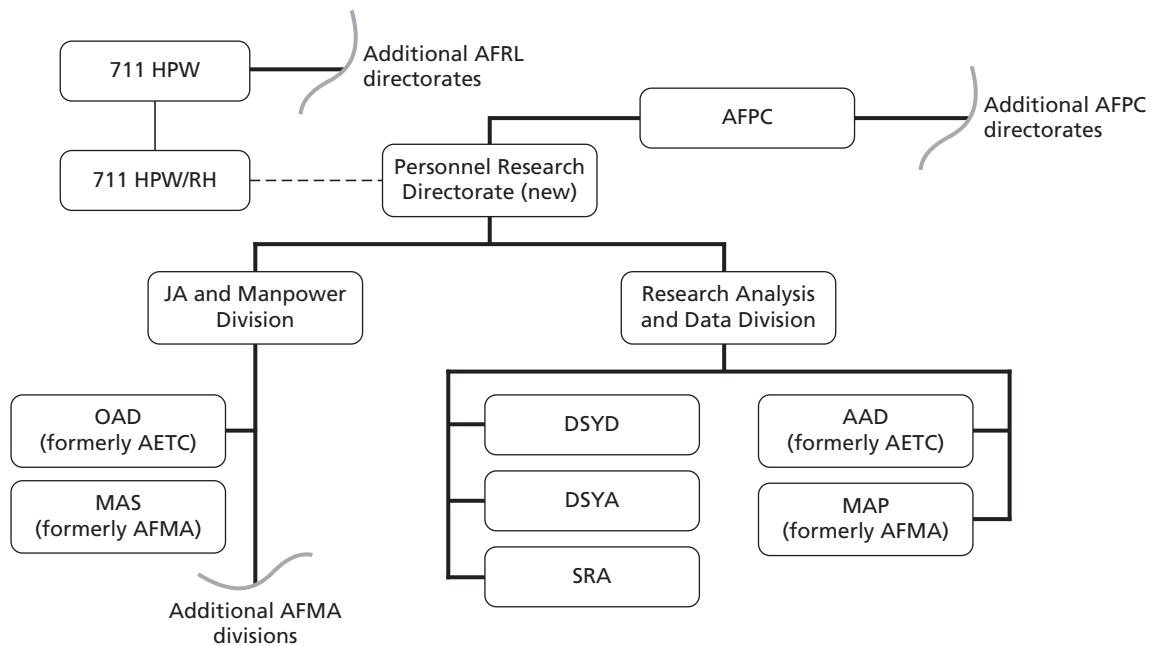 711 HPW
Additional AFRL
directorates
AFPC
Additional AFPC
directorates
711 HPW/RH
Personnel Research
Directorate (new)
JA and Manpower
Division
Research Analysis
and Data Division
OAD
(formerly AETC)
MAS
(formerly AFMA)
Additional AFMA
divisions
DSYD
DSYA
SRA
AAD
(formerly AETC)
MAP
(formerly AFMA)